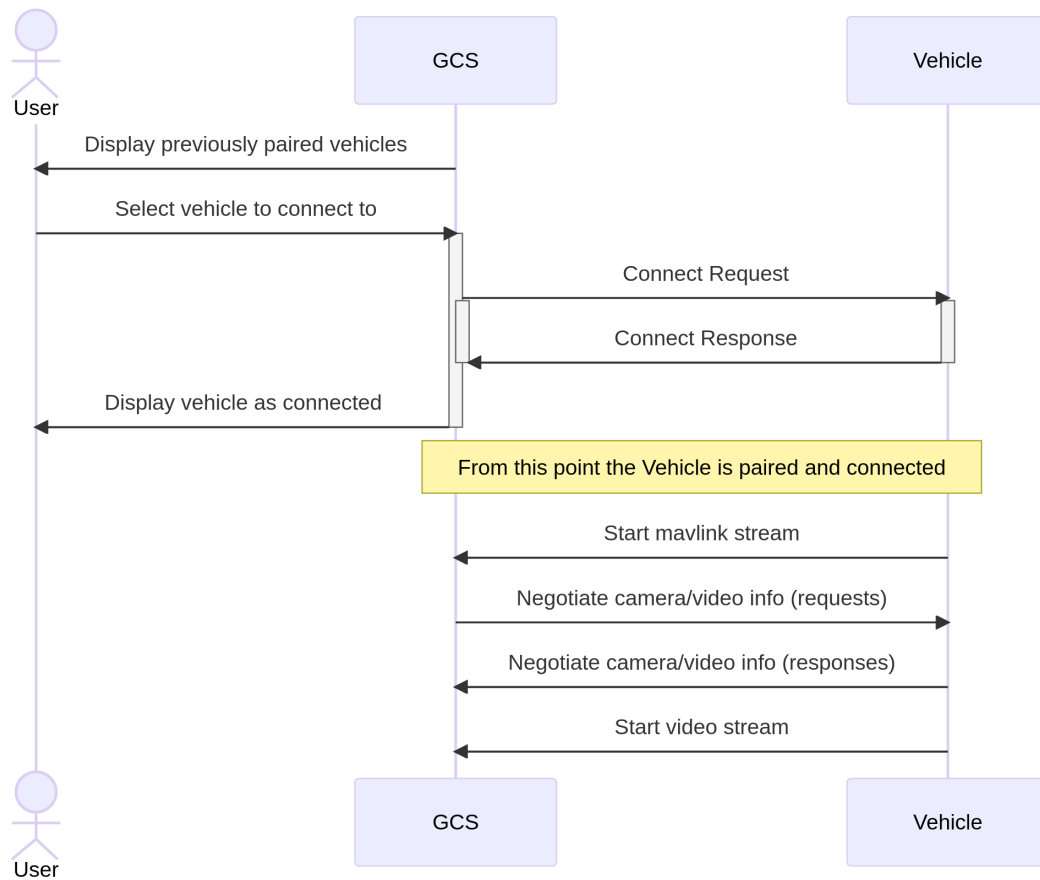 User
GCS
Vehicle
Display previously paired vehicles
Select vehicle to connect to
Connect Request
Connect Response
Display vehicle as connected
From this point the Vehicle is paired and connected
Start mavlink stream
Negotiate camera/video info (requests)
Negotiate camera/video info (responses)
Start video stream
User
GCS
Vehicle